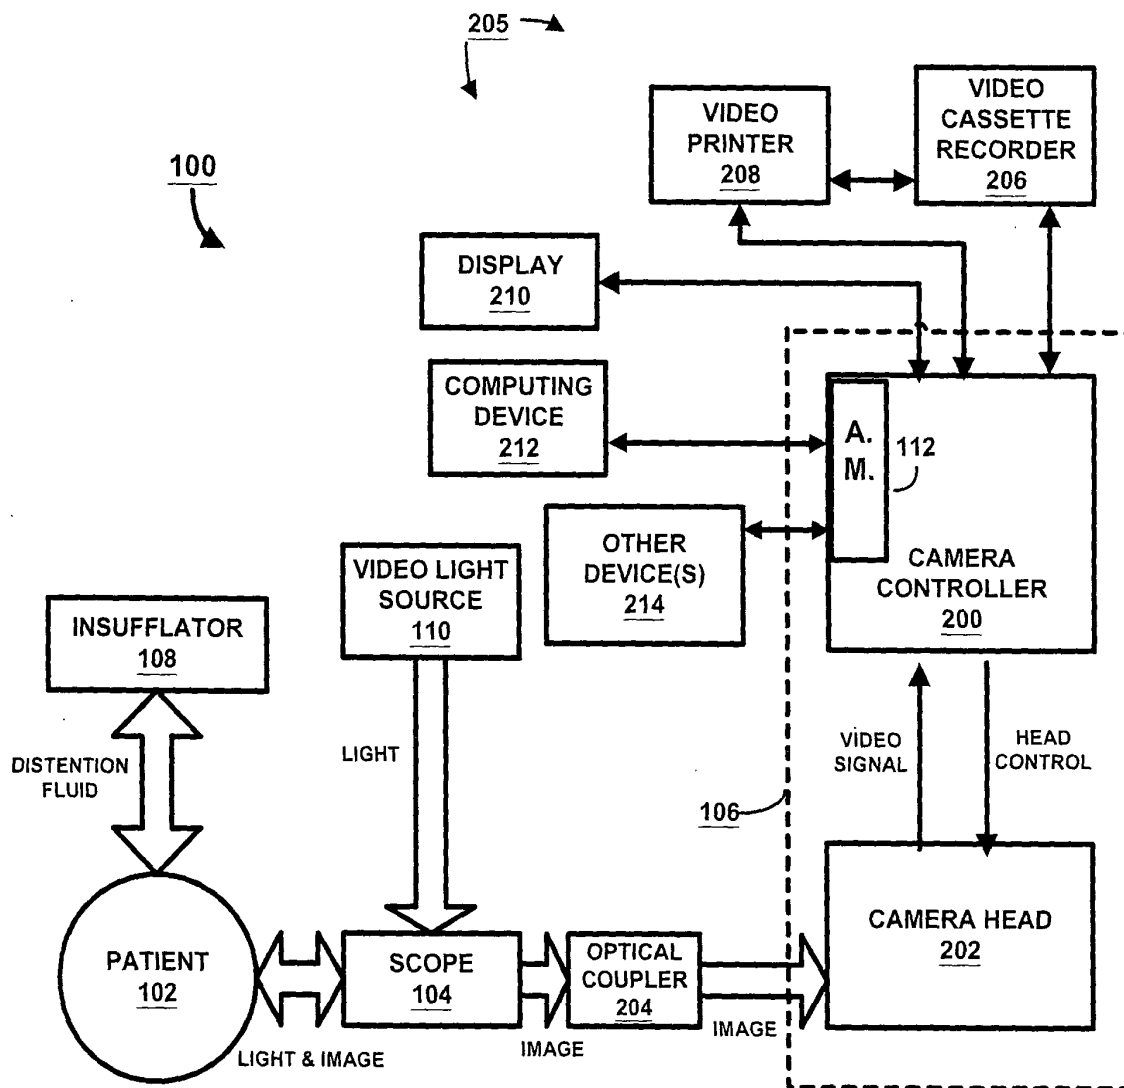 205
100
VIDEO
PRINTER
208
VIDEO
CASSETTE
RECORDER
206
DISPLAY
210
COMPUTING
DEVICE
212
A.
M.
112
OTHER
DEVICE(S)
214
CAMERA
CONTROLLER
200
VIDEO LIGHT
SOURCE
110
INSUFFLATOR
108
DISTENTION
FLUID
LIGHT
VIDEO
SIGNAL
HEAD
CONTROL
106
PATIENT
102
SCOPE
104
OPTICAL
COUPLER
204
CAMERA HEAD
202
LIGHT & IMAGE
IMAGE
IMAGE